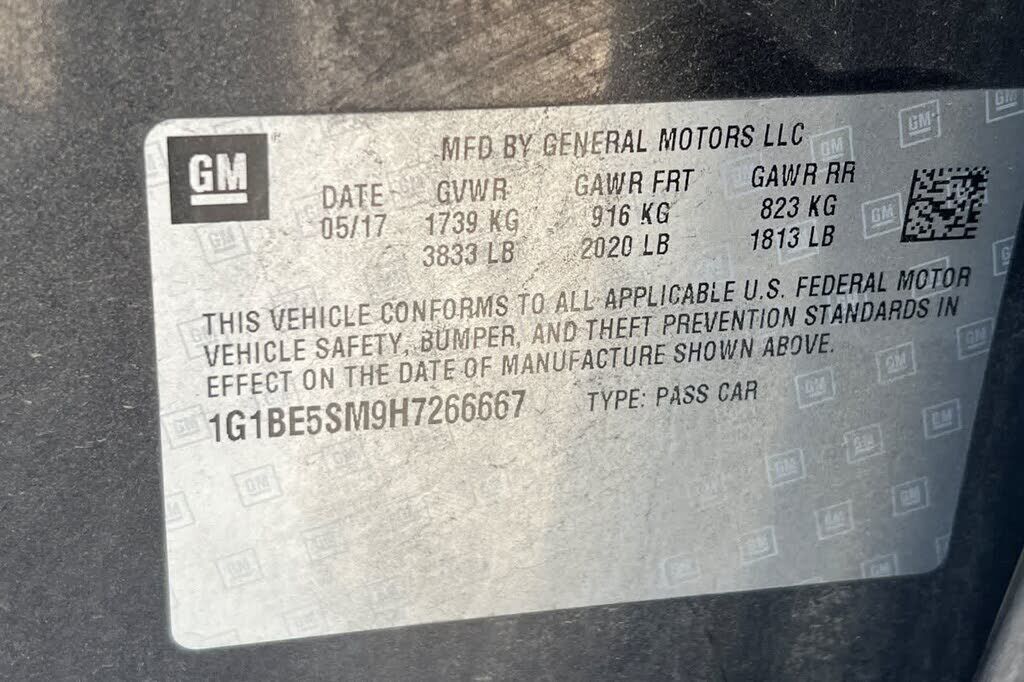 GM
MFD BY GENERAL MOTORS LLC
DATE GVWR GAWR FRT GAWR RR
05/17 1739 KG 916 KG 823 KG
3833 LB 2020 LB 1813 LB
THIS VEHICLE CONFORMS TO ALL APPLICABLE U.S. FEDERAL MOTOR
VEHICLE SAFETY, BUMPER, AND THEFT PREVENTION STANDARDS IN
EFFECT ON THE DATE OF MANUFACTURE SHOWN ABOVE.
1G1BE5SM9H7266667 TYPE: PASS CAR